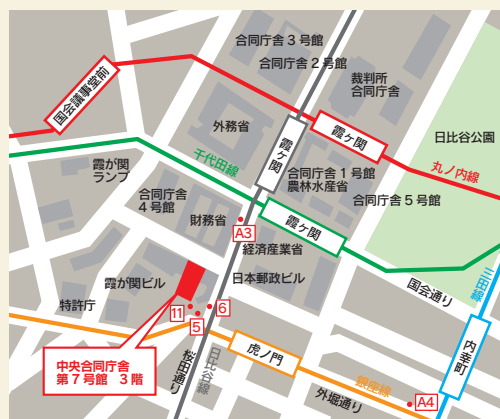 合同庁舎3号館
合同庁舎2号館
裁判所
合同庁舎
国会議事堂前
外務省
霞ヶ関
霞ヶ関
日比谷公園
千代田線
丸ノ内線
霞が関
ランプ
合同庁舎1号館
農林水産省
合同庁舎
4号館
合同庁舎5号館
財務省
霞ヶ関
A3
経済産業省
三田線
霞が関ビル
日本郵政ビル
国会通り
特許庁
11
6
5
虎ノ門
内幸町
中央合同庁舎
第7号館 3階
桜田通り
日比谷線
銀座線
外堀通り
A4